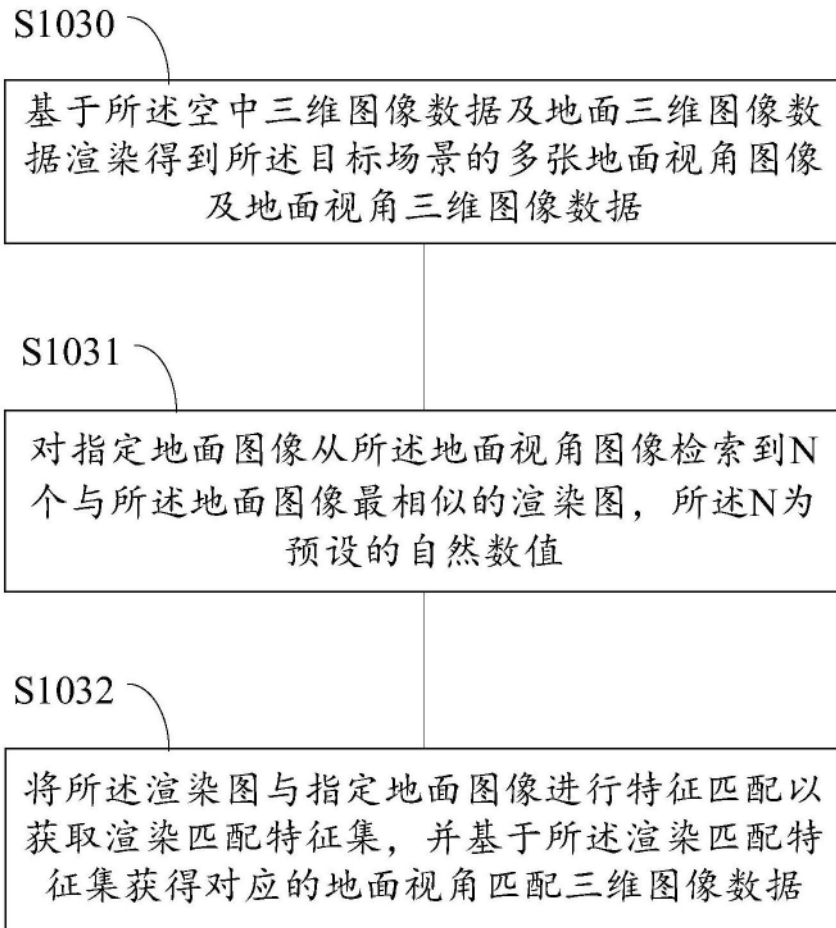 S1030
基于所述空中三维图像数据及地面三维图像数
据渲染得到所述目标场景的多张地面视角图像
及地面视角三维图像数据
S1031
对指定地面图像从所述地面视角图像检索到N
个与所述地面图像最相似的渲染图，所述N为
预设的自然数值
S1032
将所述渲染图与指定地面图像进行特征匹配以
获取渲染匹配特征集，并基于所述渲染匹配特
征集获得对应的地面视角匹配三维图像数据